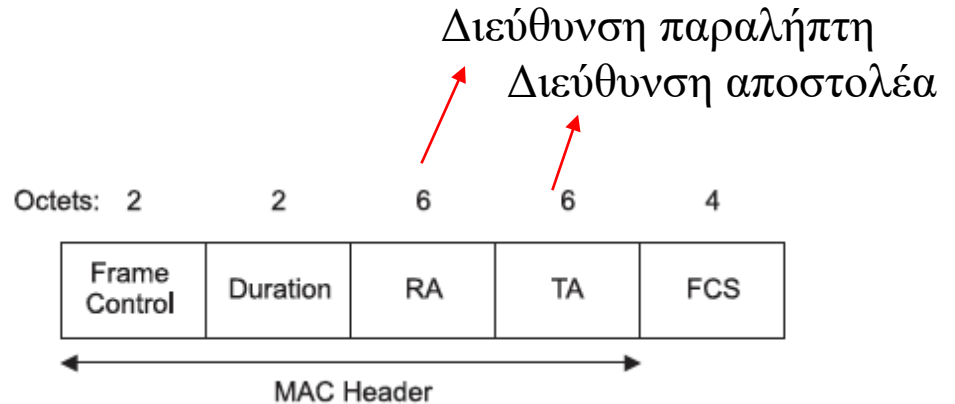 Διεύθυνση παραλήπτη
Διεύθυνση αποστολέα
Octets: 2 2 6 6 4
Frame Control Duration RA TA FCS
MAC Header